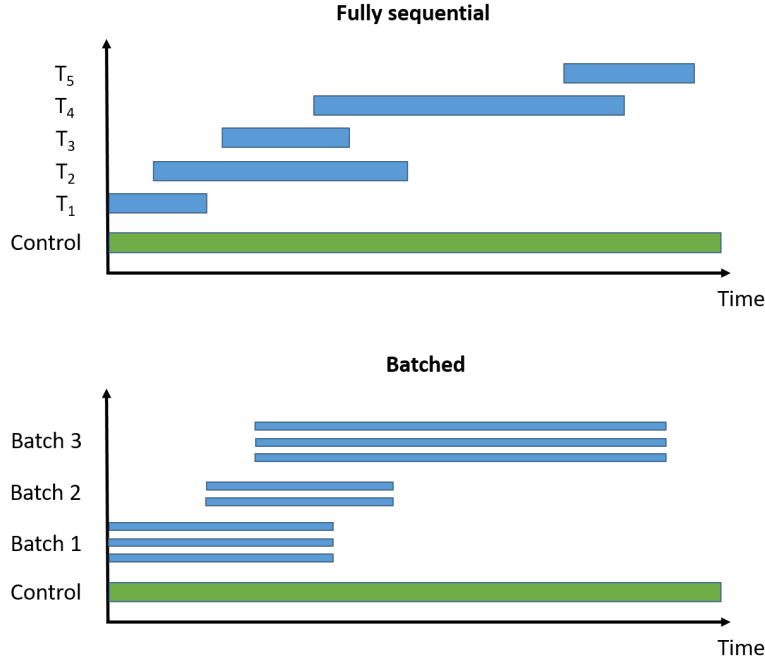 Fully sequential
T₅
T₄
T₃
T₂
T₁
Control
Time
Batched
Batch 3
Batch 2
Batch 1
Control
Time